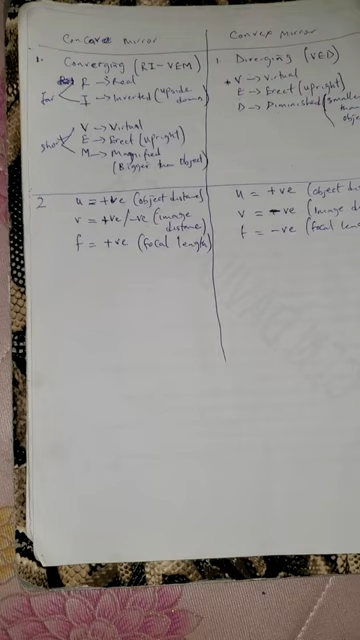 Concave mirror
1. Converging (RI-VEM)
far R → Real
I → Inverted (upside down)
short V → Virtual
E → Erect (upright)
M → Magnified
(Bigger than object)
2 u = +ve (object distance)
v = +ve/-ve (image distance)
f = +ve (focal length)
Convex Mirror
1 Diverging (VED)
V → Virtual
E → Erect (upright)
D → Diminished (smaller than obje
u = +ve (object di
v = -ve (image d
f = -ve (focal len